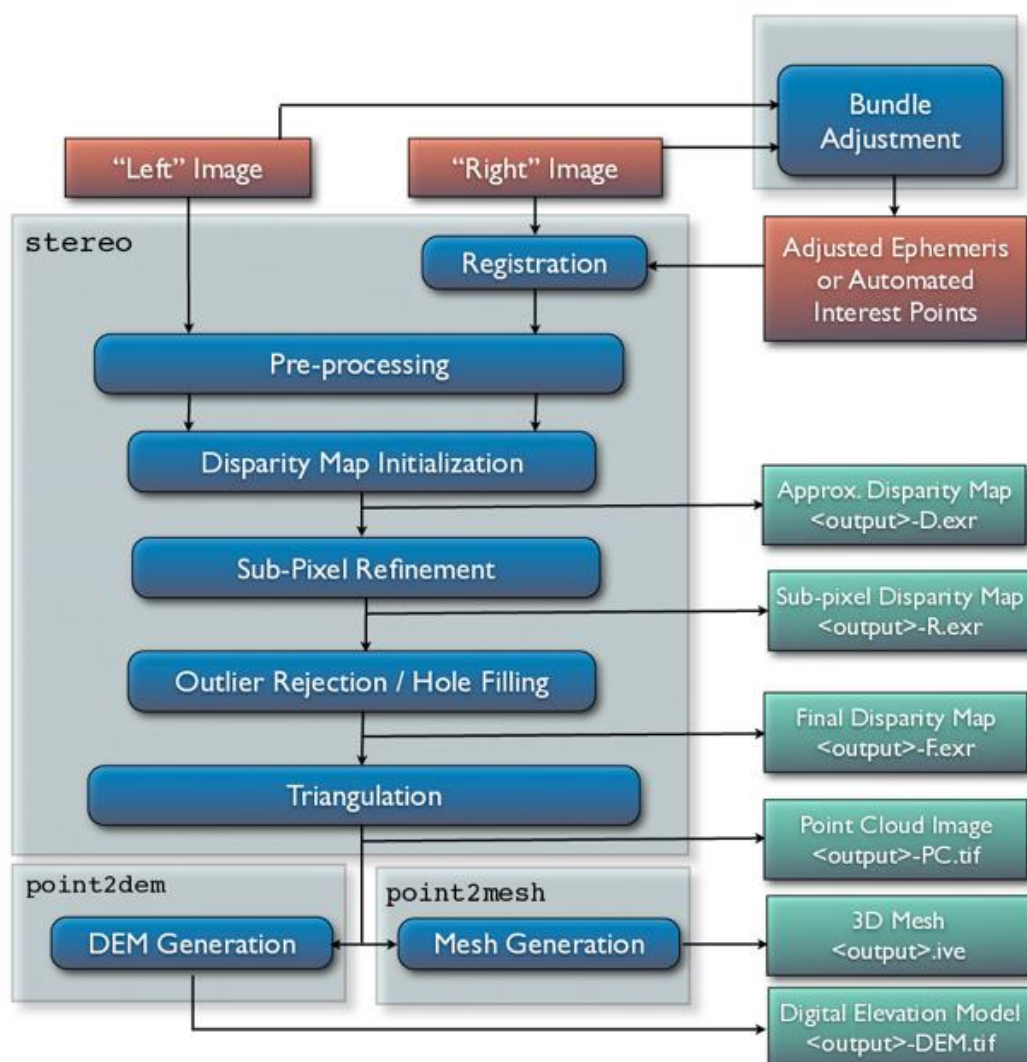 Bundle
Adjustment
“Left” Image
“Right” Image
stereo
Registration
Adjusted Ephemeris
or Automated
Interest Points
Pre-processing
Disparity Map Initialization
Approx. Disparity Map
<output>-D.exr
Sub-Pixel Refinement
Sub-pixel Disparity Map
<output>-R.exr
Outlier Rejection / Hole Filling
Final Disparity Map
<output>-F.exr
Triangulation
Point Cloud Image
<output>-PC.tif
point2dem
point2mesh
DEM Generation
Mesh Generation
3D Mesh
<output>.ive
Digital Elevation Model
<output>-DEM.tif